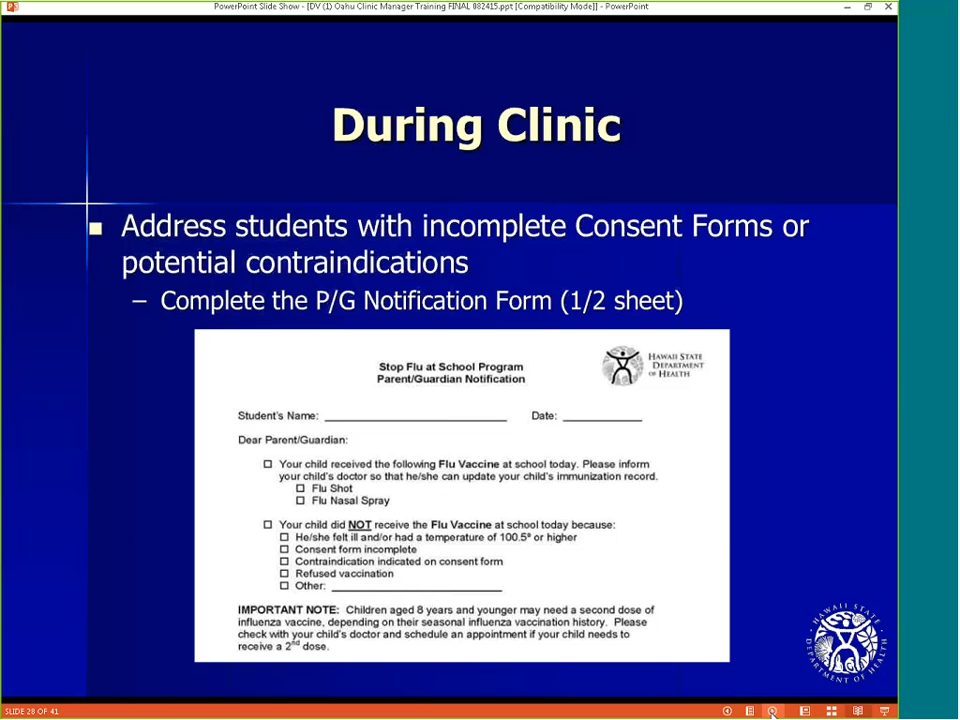 PowerPoint Slide Show - [DV (1) Oahu Clinic Manager Training FINAL 082415.ppt [Compatibility Mode]] - PowerPoint
During Clinic
Address students with incomplete Consent Forms or
potential contraindications
– Complete the P/G Notification Form (1/2 sheet)
Stop Flu at School Program
Parent/Guardian Notification
HAWAII STATE
DEPARTMENT
OF HEALTH
Student's Name: Date:
Dear Parent/Guardian:
Your child received the following Flu Vaccine at school today. Please inform
your child's doctor so that he/she can update your child's immunization record.
Flu Shot
Flu Nasal Spray
Your child did NOT receive the Flu Vaccine at school today because:
He/she felt ill and/or had a temperature of 100.5° or higher
Consent form incomplete
Contraindication indicated on consent form
Refused vaccination
Other:
IMPORTANT NOTE: Children aged 8 years and younger may need a second dose of
influenza vaccine, depending on their seasonal influenza vaccination history. Please
check with your child's doctor and schedule an appointment if your child needs to
receive a 2nd dose.
HAWAII STATE
DEPARTMENT OF HEALTH
SLIDE 28 OF 41